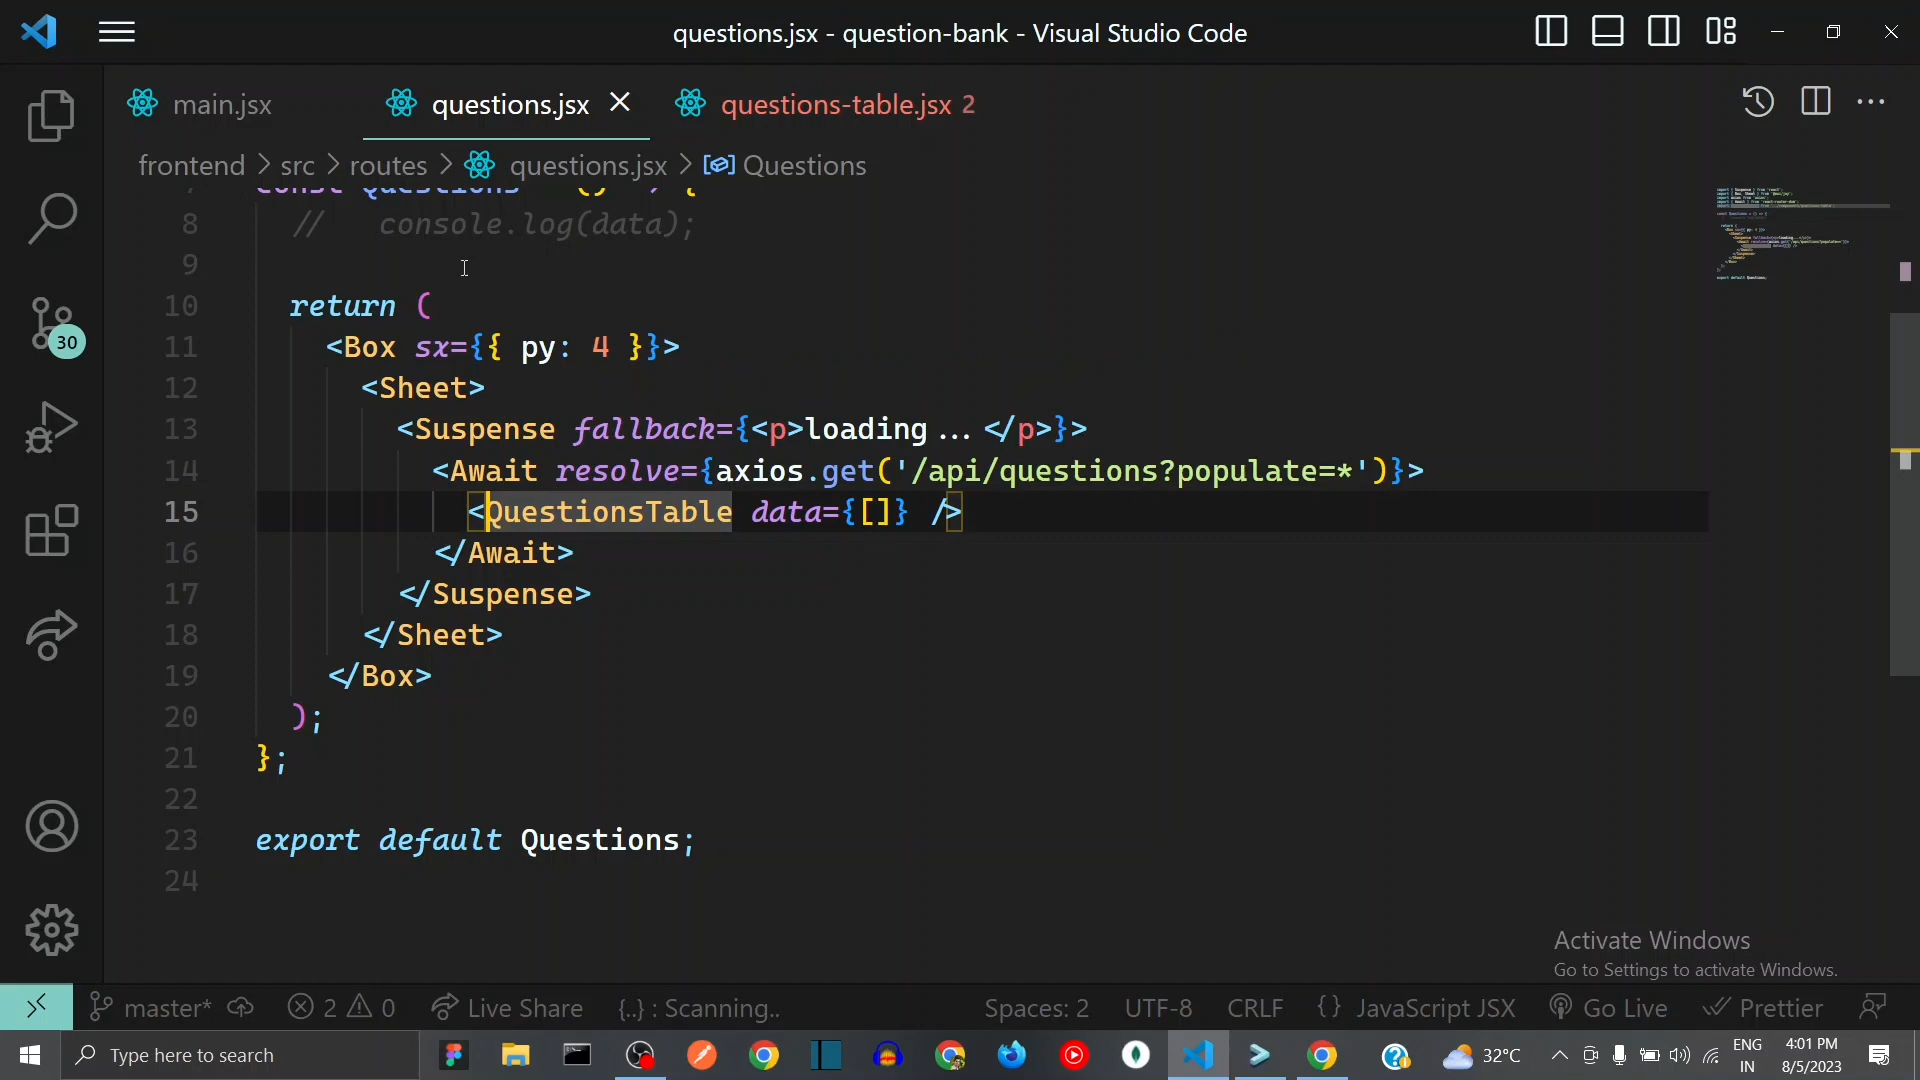 questions.jsx - question-bank - Visual Studio Code
main.jsx
questions.jsx
questions-table.jsx 2
frontend > src > routes > questions.jsx > Questions
const Questions = () => {
8 // console.log(data);
9
10 return (
11 <Box sx={{ py: 4 }}>
12 <Sheet>
13 <Suspense fallback={<p>loading...</p>}>
14 <Await resolve={axios.get('/api/questions?populate=*')}>
15 <QuestionsTable data={[]} />
16 </Await>
17 </Suspense>
18 </Sheet>
19 </Box>
20 );
21 };
22
23 export default Questions;
24
30
Activate Windows
Go to Settings to activate Windows.
master* 2 0 Live Share {..} : Scanning.. Spaces: 2 UTF-8 CRLF {} JavaScript JSX Go Live Prettier
Type here to search
32°C
ENG
IN
4:01 PM
8/5/2023